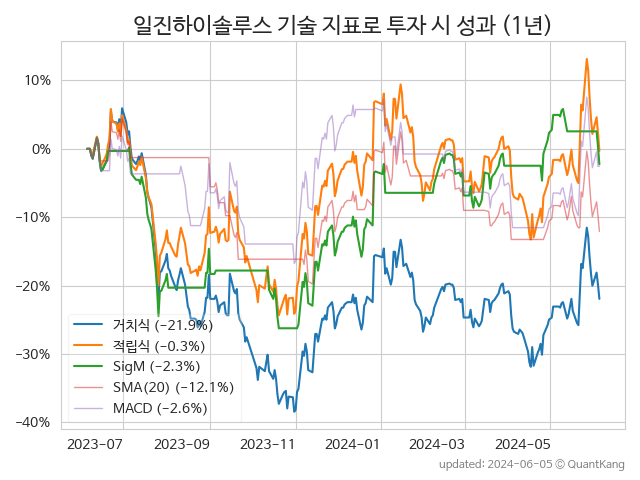 일진하이솔루스 기술 지표로 투자 시 성과 (1년)
10%
0%
−10%
−20%
−30%
−40%
거치식 (−21.9%)
적립식 (−0.3%)
SigM (−2.3%)
SMA(20) (−12.1%)
MACD (−2.6%)
2023-07 2023-09 2023-11 2024-01 2024-03 2024-05
updated: 2024-06-05 ⓒ QuantKang